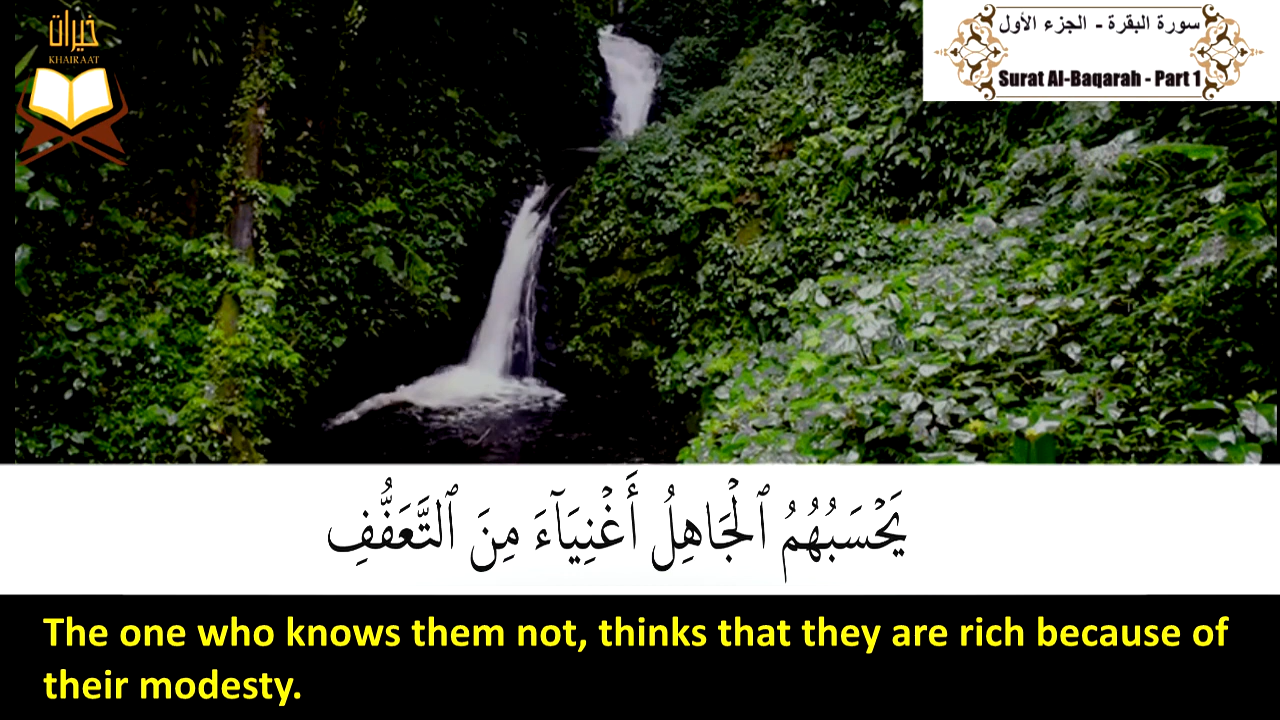 خيرات
KHAIRAAT
سورة البقرة - الجزء الأول
Surat Al-Baqarah - Part 1
يَحْسَبُهُمُ ٱلْجَاهِلُ أَغْنِيَآءَ مِنَ ٱلتَّعَفُّفِ
The one who knows them not, thinks that they are rich because of
their modesty.